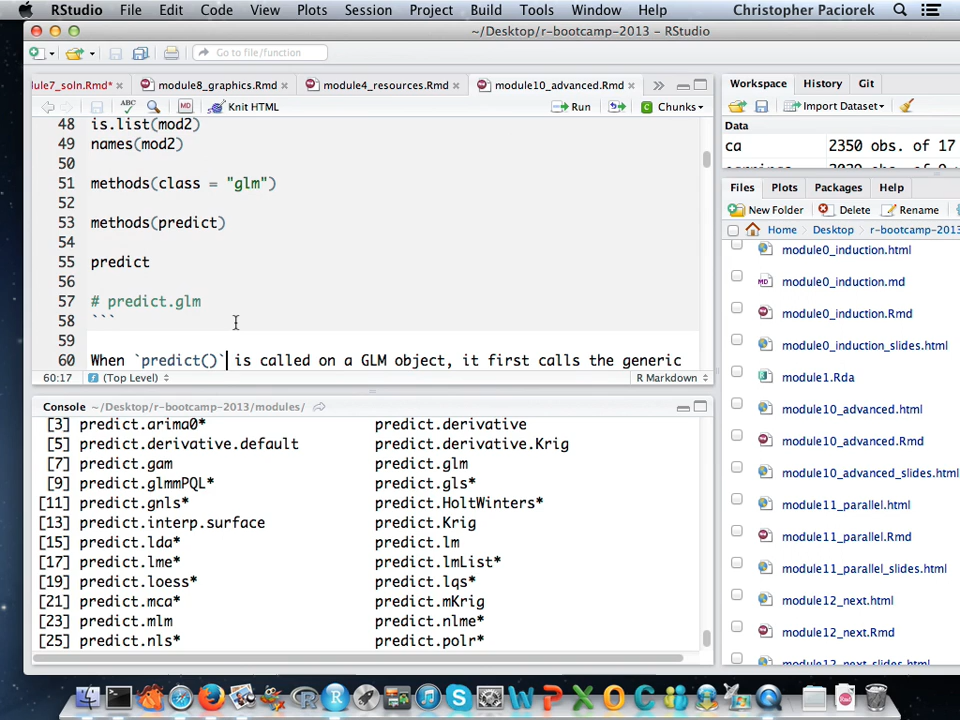 RStudio File Edit Code View Plots Session Project Build Tools Window Help Christopher Paciorek
~/Desktop/r-bootcamp-2013 - RStudio
Go to file/function
ule7_soln.Rmd* module8_graphics.Rmd module4_resources.Rmd module10_advanced.Rmd »
ABC MD Knit HTML Run C Chunks
48 is.list(mod2)
49 names(mod2)
50
51 methods(class = "glm")
52
53 methods(predict)
54
55 predict
56
57 # predict.glm
58 ```
59
60 When `predict()` is called on a GLM object, it first calls the generic
60:17 (Top Level) R Markdown
Console ~/Desktop/r-bootcamp-2013/modules/
[3] predict.arima0* predict.derivative
[5] predict.derivative.default predict.derivative.Krig
[7] predict.gam predict.glm
[9] predict.glmmPQL* predict.gls*
[11] predict.gnls* predict.HoltWinters*
[13] predict.interp.surface predict.Krig
[15] predict.lda* predict.lm
[17] predict.lme* predict.lmList*
[19] predict.loess* predict.lqs*
[21] predict.mca* predict.mKrig
[23] predict.mlm predict.nlme*
[25] predict.nls* predict.polr*
Workspace History Git
Import Dataset
Data
ca 2350 obs. of 17
Files Plots Packages Help
New Folder Delete Rename
Home Desktop r-bootcamp-201
module0_induction.html
module0_induction.md
module0_induction.Rmd
module0_induction_slides.html
module1.Rda
module10_advanced.html
module10_advanced.Rmd
module10_advanced_slides.html
module11_parallel.html
module11_parallel.Rmd
module11_parallel_slides.html
module12_next.html
module12_next.Rmd
module12_next_slides.html